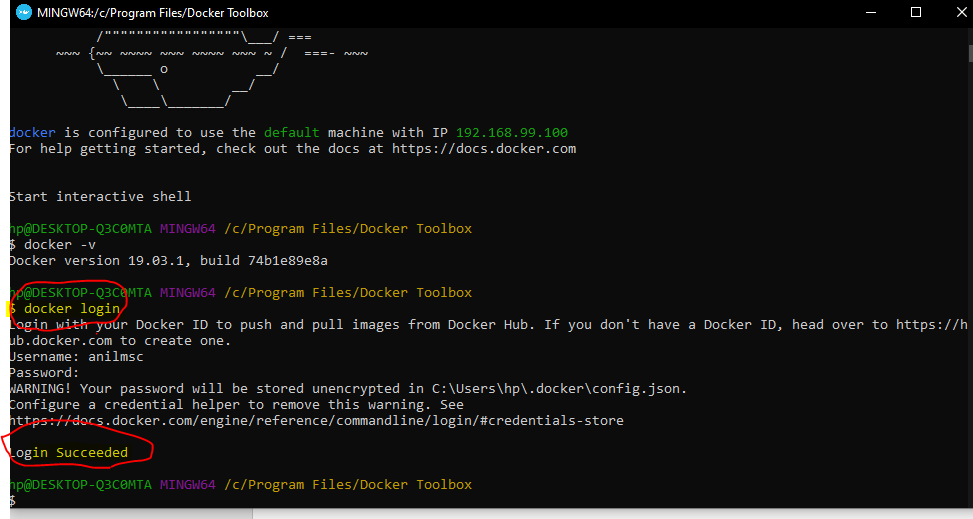 MINGW64:/c/Program Files/Docker Toolbox
/"""""""""""""""""\___/ ===
~~~ {~~ ~~~~ ~~~ ~~~~ ~~~ ~ /  ===- ~~~
\______ o           __/
\    \         __/
\____\_______/
docker is configured to use the default machine with IP 192.168.99.100
For help getting started, check out the docs at https://docs.docker.com
Start interactive shell
hp@DESKTOP-Q3C0MTA MINGW64 /c/Program Files/Docker Toolbox
$ docker -v
Docker version 19.03.1, build 74b1e89e8a
hp@DESKTOP-Q3C0MTA MINGW64 /c/Program Files/Docker Toolbox
$ docker login
Login with your Docker ID to push and pull images from Docker Hub. If you don't have a Docker ID, head over to https://h
ub.docker.com to create one.
Username: anilmsc
Password:
WARNING! Your password will be stored unencrypted in C:\Users\hp\.docker\config.json.
Configure a credential helper to remove this warning. See
https://docs.docker.com/engine/reference/commandline/login/#credentials-store
Login Succeeded
hp@DESKTOP-Q3C0MTA MINGW64 /c/Program Files/Docker Toolbox
$